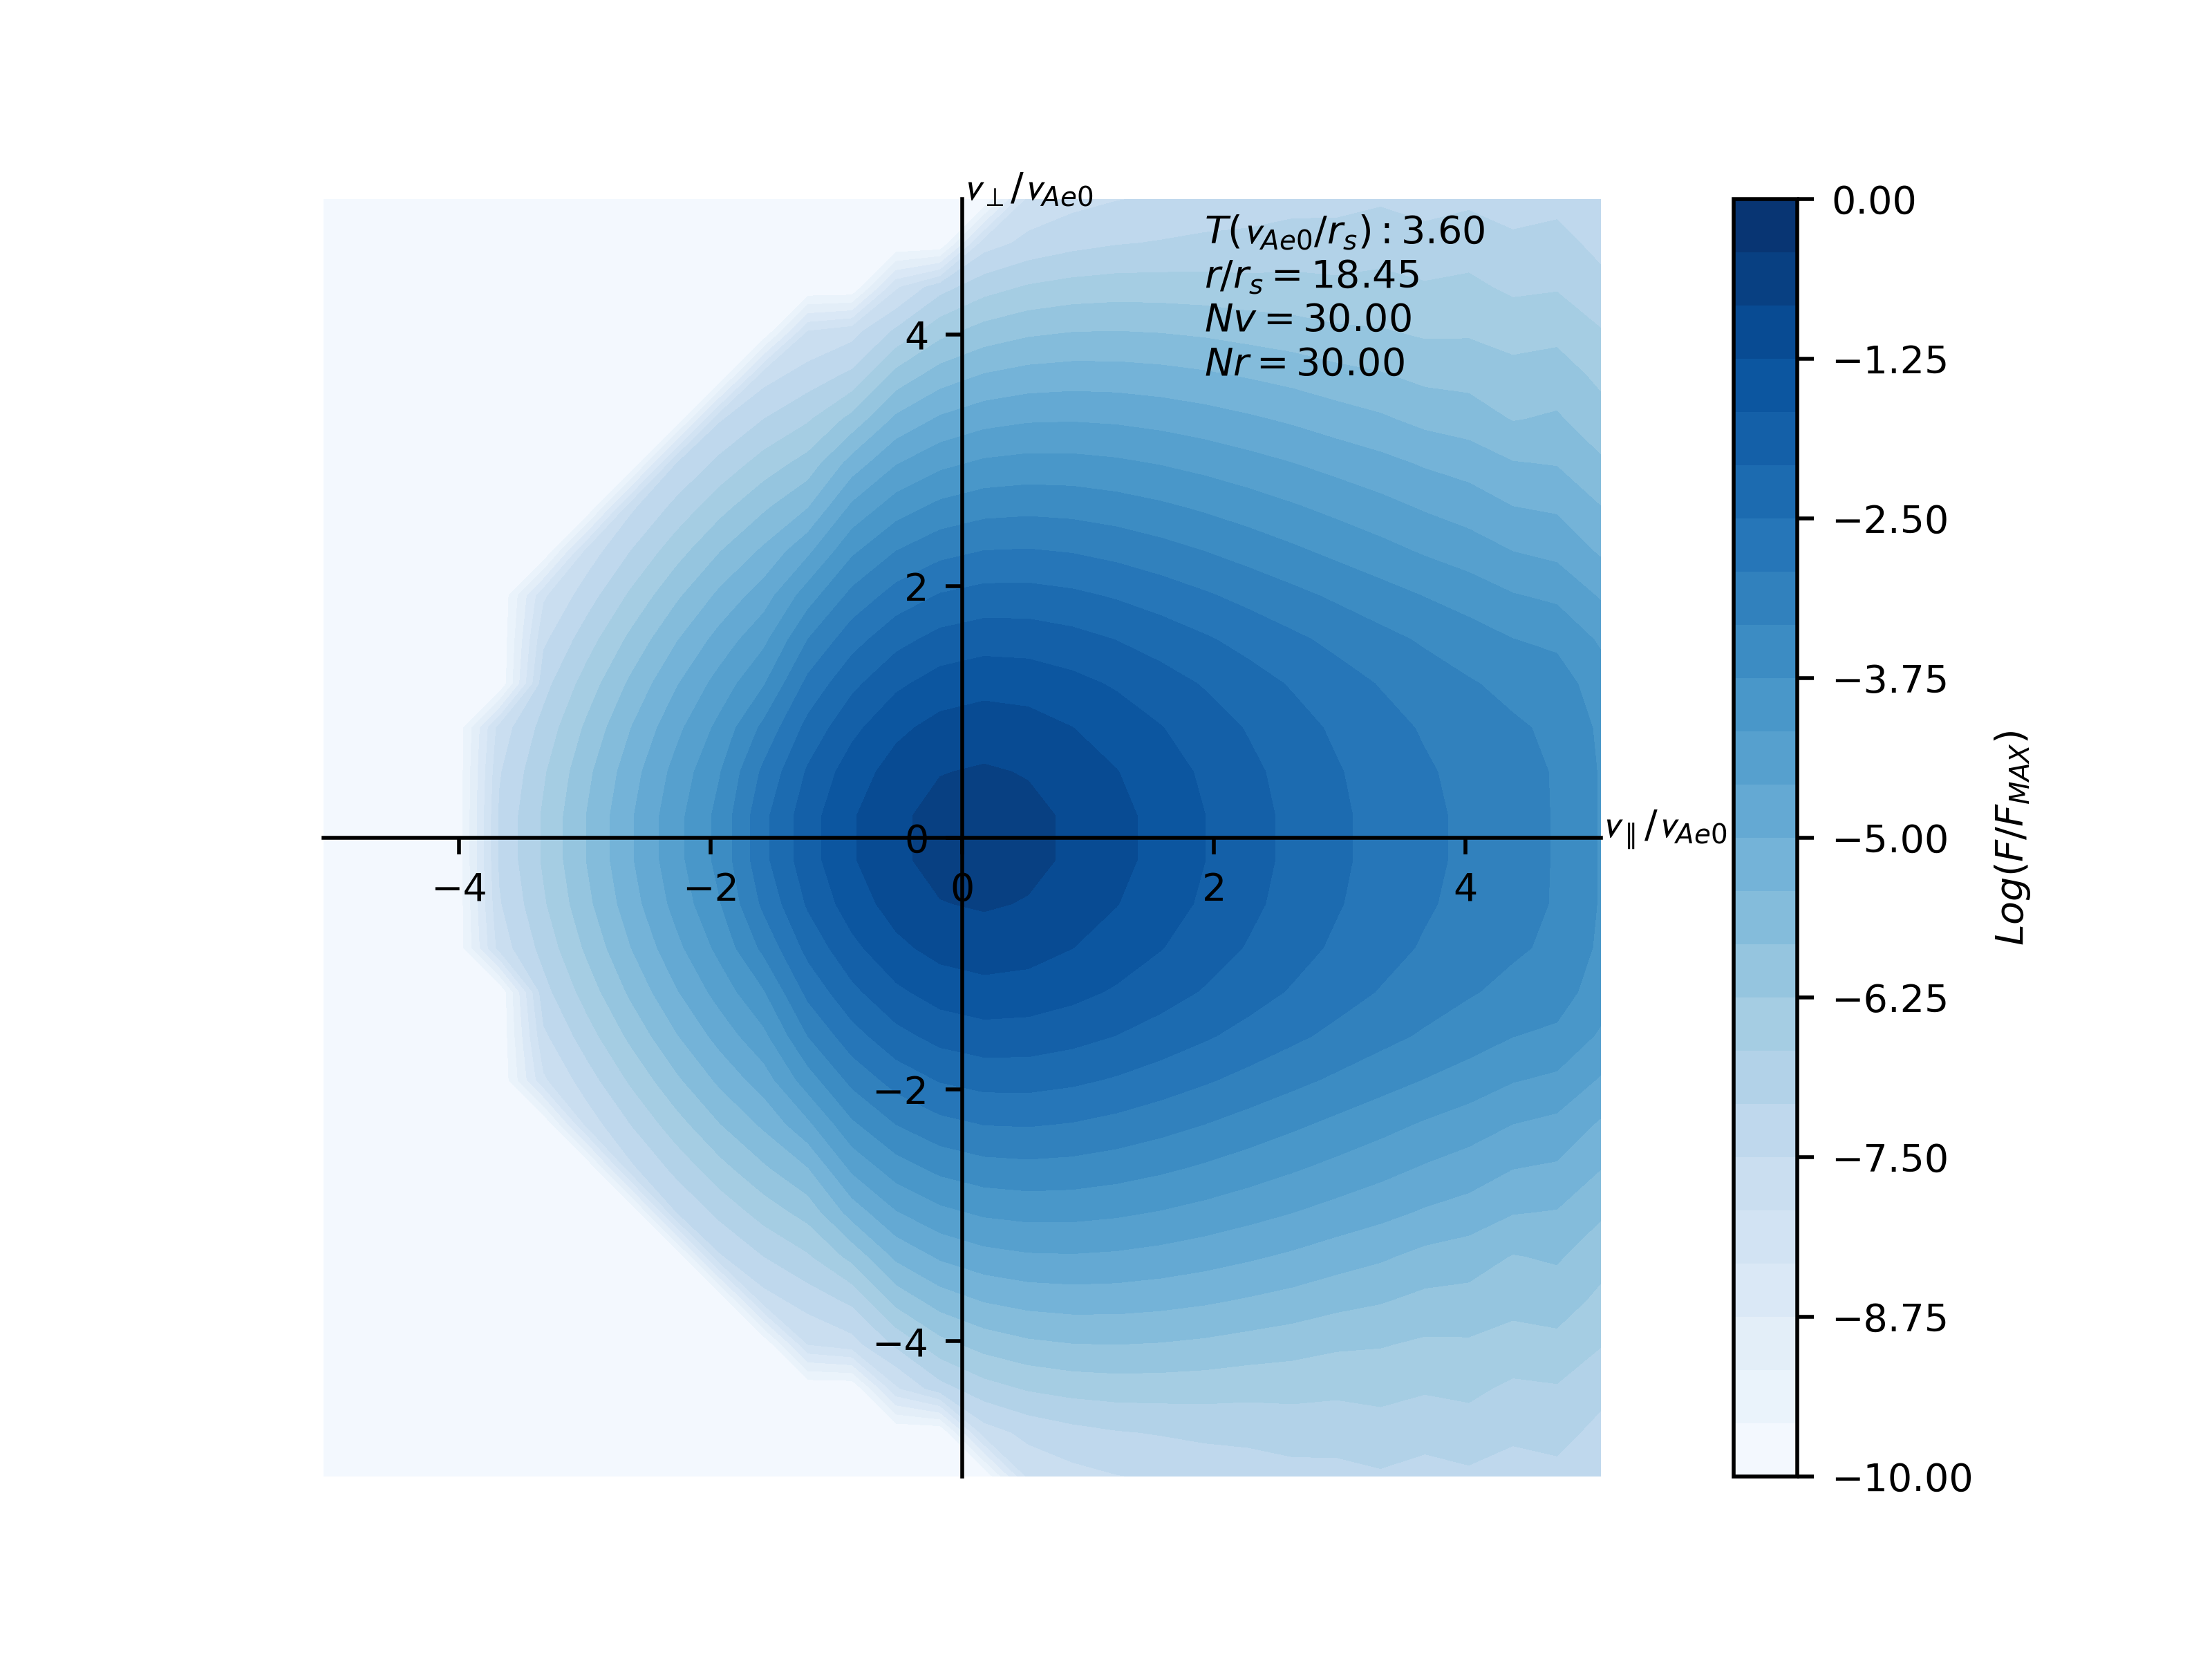 v⊥/vAe0
T(vAe0/rs) : 3.60
r/rs = 18.45
Nv = 30.00
Nr = 30.00
4
2
0
−2
−4
−4 −2 0 2 4
v∥/vAe0
0.00
−1.25
−2.50
−3.75
−5.00
−6.25
−7.50
−8.75
−10.00
Log(F/FMAX)